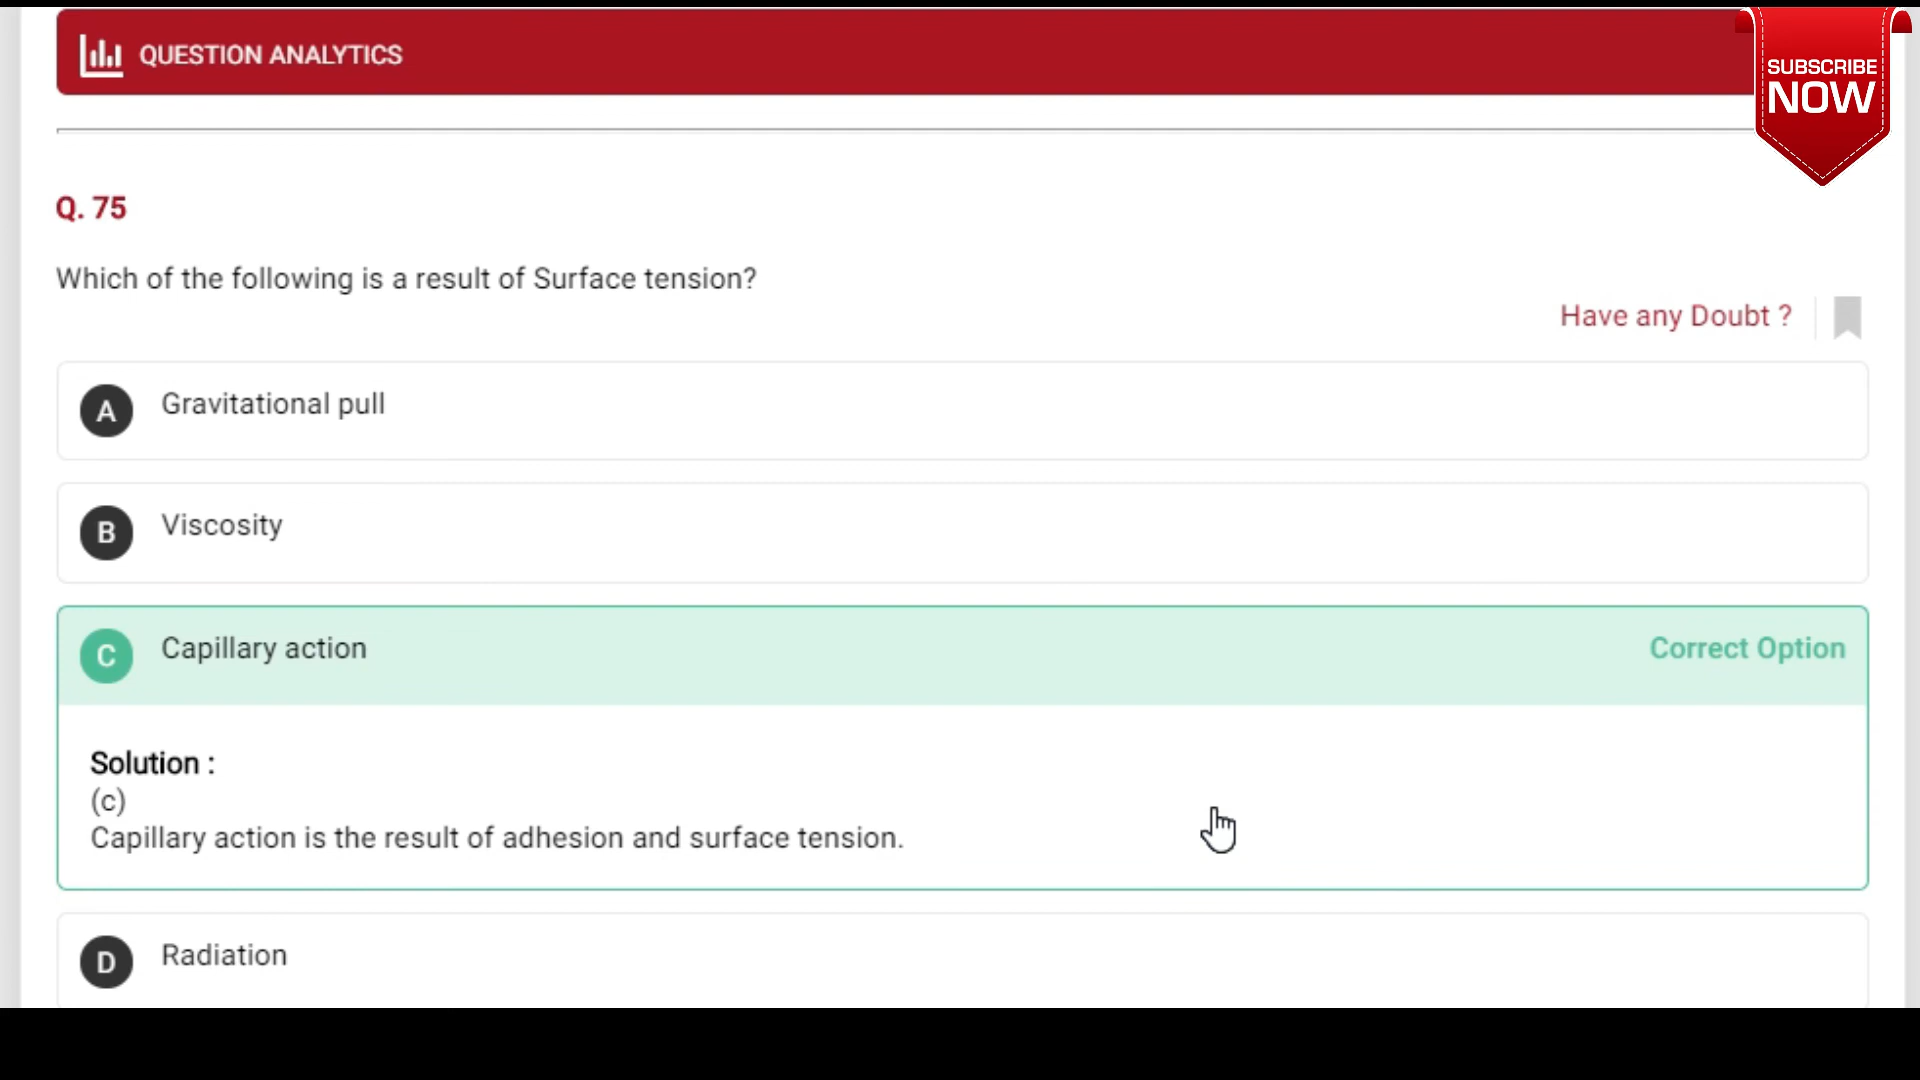 QUESTION ANALYTICS
SUBSCRIBE
NOW
Q. 75
Which of the following is a result of Surface tension?
Have any Doubt ?
A Gravitational pull
B Viscosity
C Capillary action Correct Option
Solution :
(c)
Capillary action is the result of adhesion and surface tension.
D Radiation